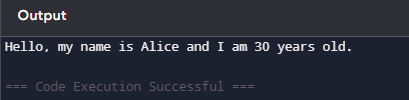 Output
Hello, my name is Alice and I am 30 years old.
=== Code Execution Successful ===